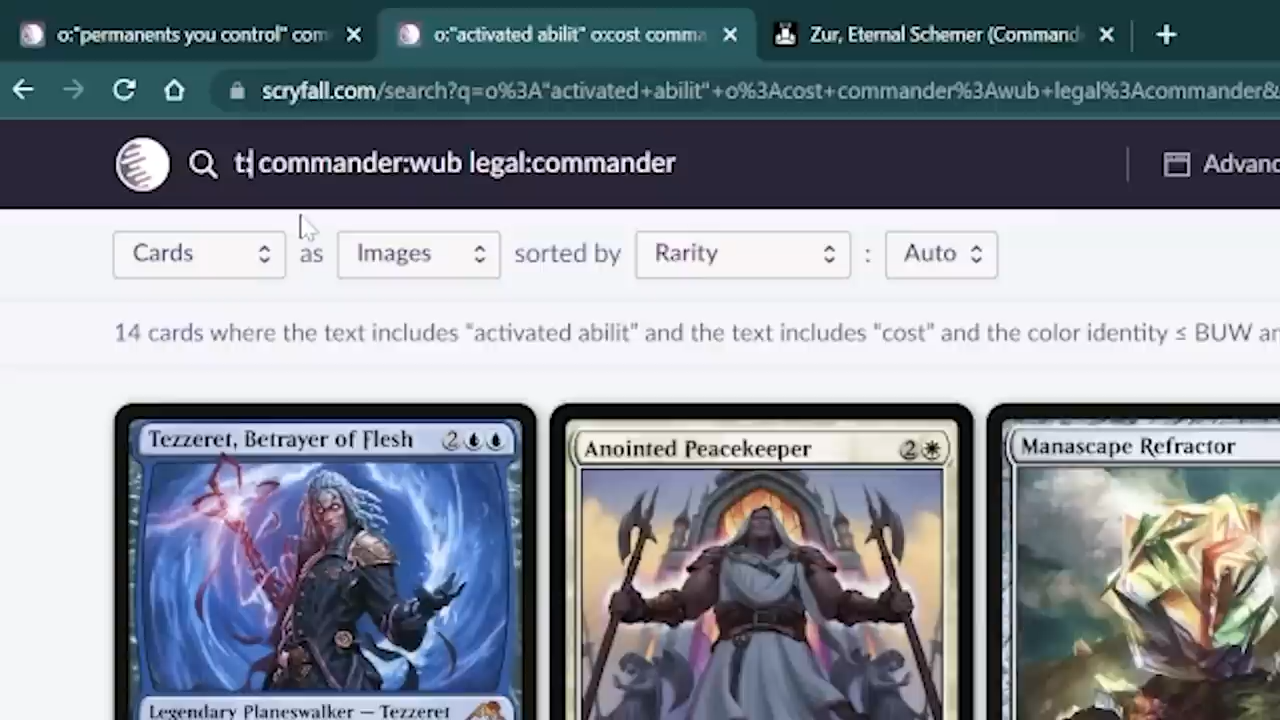 o:"permanents you control" com
o:"activated abilit" o:cost comma
Zur, Eternal Schemer (Command
scryfall.com/search?q=o%3A"activated+abilit"+o%3Acost+commander%3Awub+legal%3Acommander&
t: commander:wub legal:commander
Advanc
Cards as Images sorted by Rarity : Auto
14 cards where the text includes “activated abilit” and the text includes “cost” and the color identity ≤ BUW an
Tezzeret, Betrayer of Flesh 2
Anointed Peacekeeper 2
Manascape Refractor
Legendary Planeswalker — Tezzeret